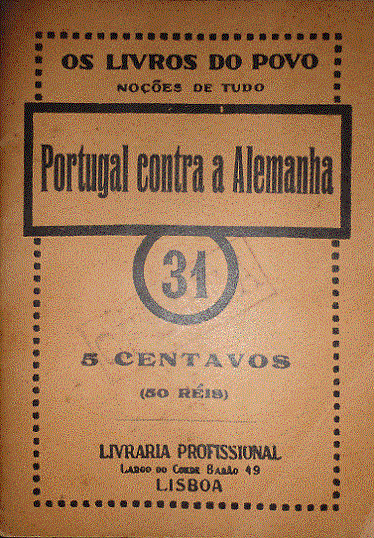 OS LIVROS DO POVO
NOÇÕES DE TUDO
Portugal contra a Alemanha
31
5 CENTAVOS
(50 RÉIS)
LIVRARIA PROFISSIONAL
LARGO DO CONDE BARÃO 49
LISBOA